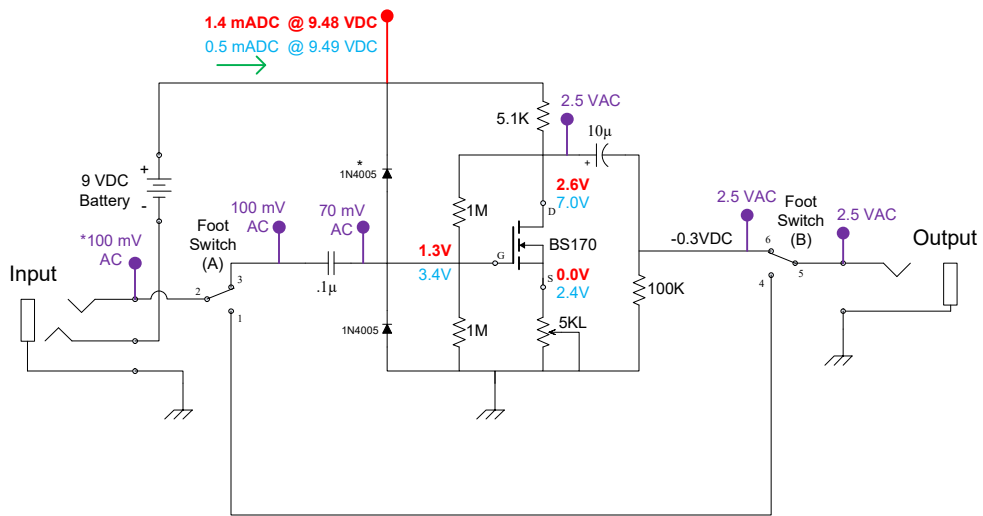 1.4 mADC @ 9.48 VDC
0.5 mADC @ 9.49 VDC
2.5 VAC
5.1K
10µ
+
*
1N4005
+
9 VDC
Battery
-
1M
2.6V
7.0V
D
100 mV
AC
70 mV
AC
Foot
Switch
(A)
*100 mV
AC
1.3V
3.4V
G
BS170
2.5 VAC
-0.3VDC
Foot
Switch
(B)
2.5 VAC
Output
Input
3
2
1
.1µ
0.0V
2.4V
S
6
5
4
100K
1N4005
1M
5KL